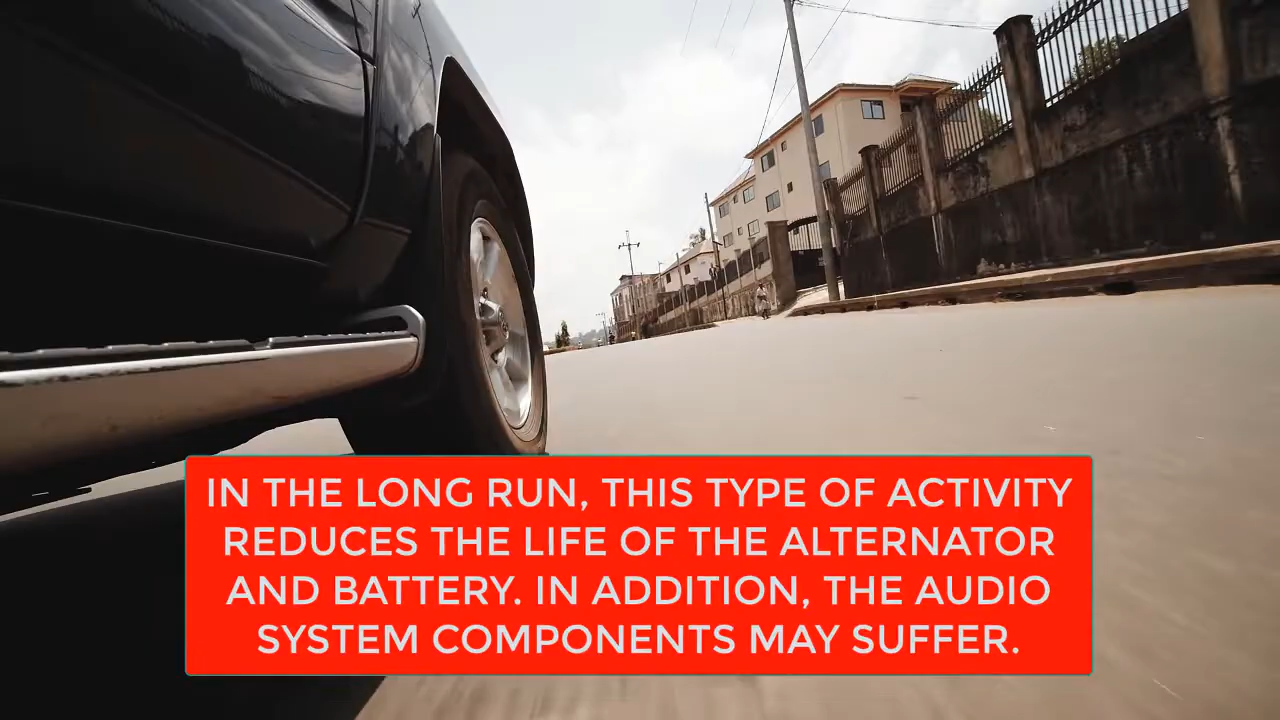 IN THE LONG RUN, THIS TYPE OF ACTIVITY
REDUCES THE LIFE OF THE ALTERNATOR
AND BATTERY. IN ADDITION, THE AUDIO
SYSTEM COMPONENTS MAY SUFFER.